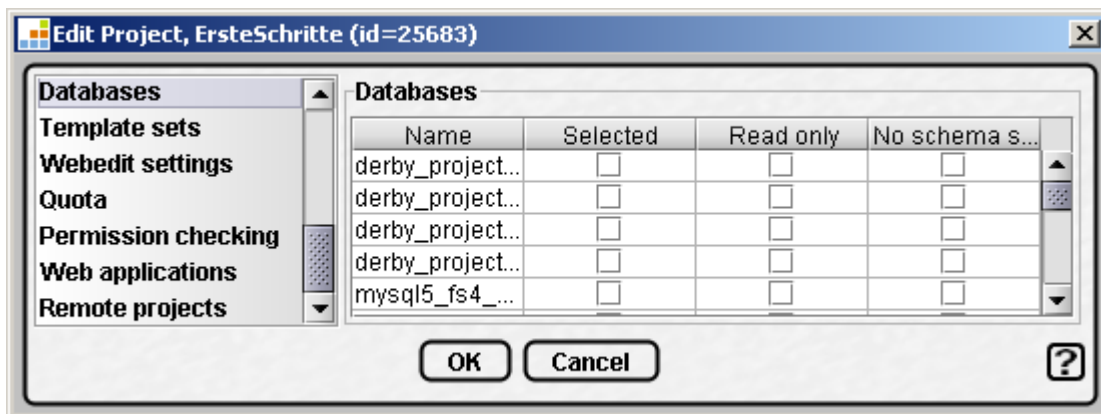 Edit Project, ErsteSchritte (id=25683)
Databases
Template sets
Webedit settings
Quota
Permission checking
Web applications
Remote projects
Databases
Name Selected Read only No schema s...
derby_project...
derby_project...
derby_project...
derby_project...
mysql5_fs4_...
OK Cancel ?